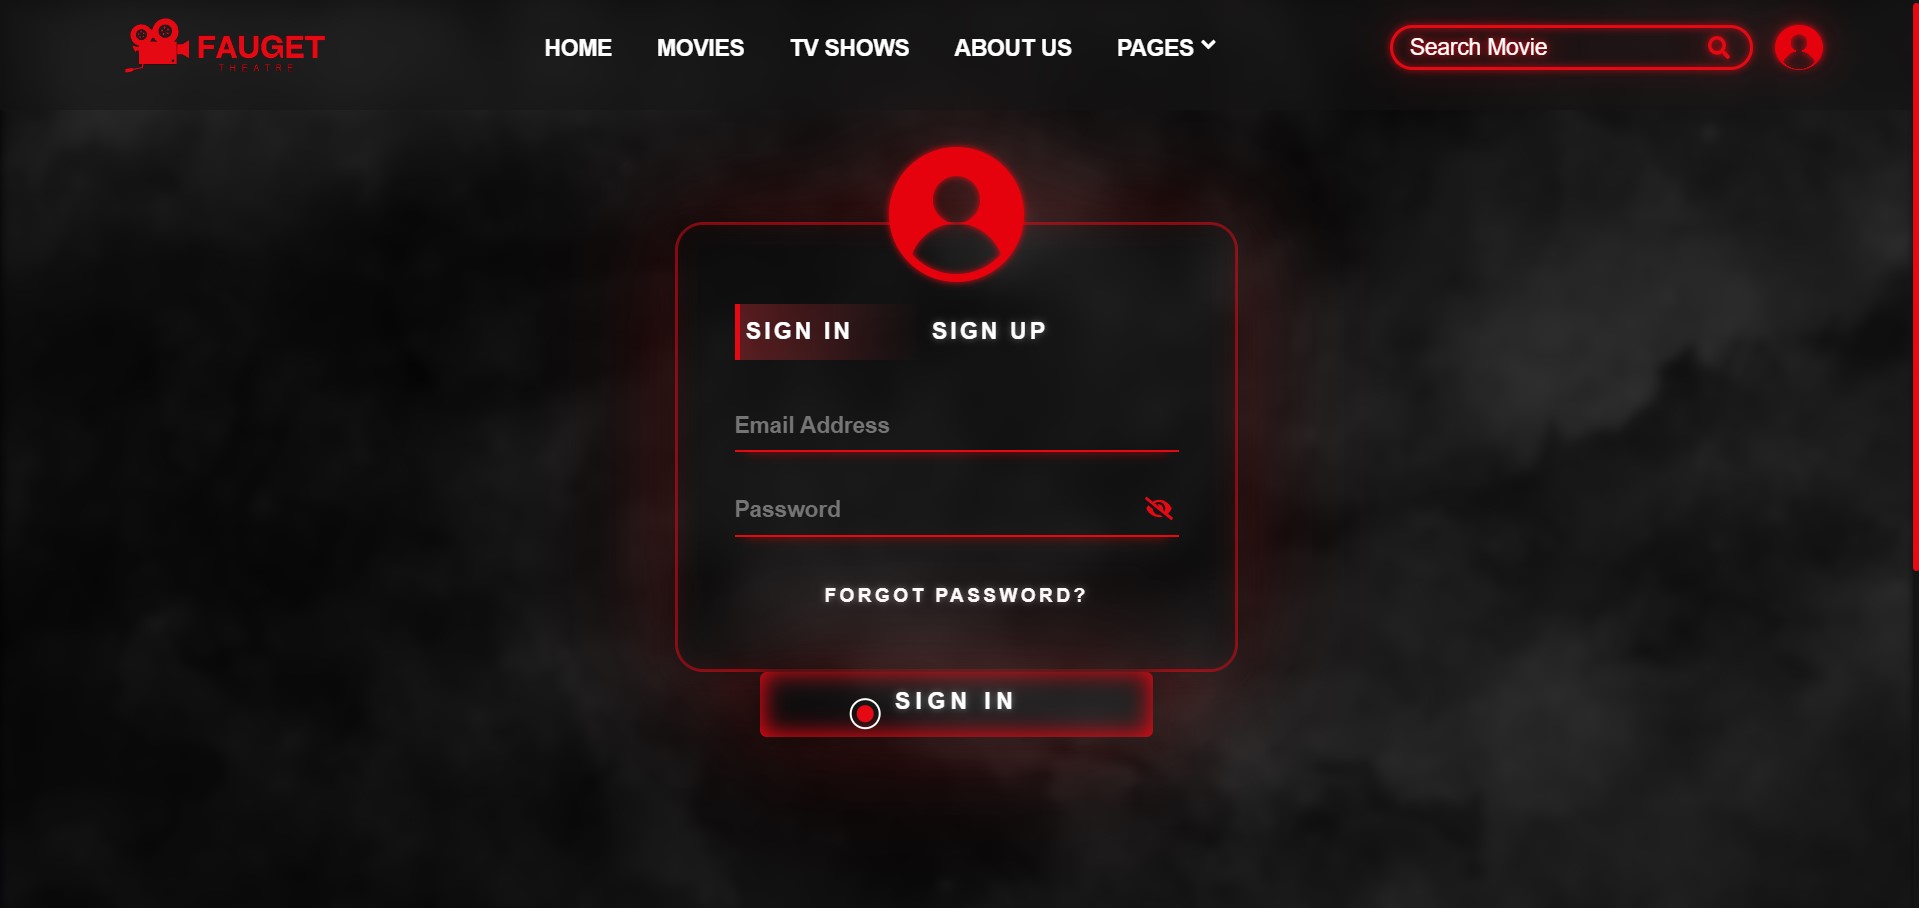 FAUGET
THEATRE
HOME
MOVIES
TV SHOWS
ABOUT US
PAGES
Search Movie
SIGN IN
SIGN UP
Email Address
Password
FORGOT PASSWORD?
SIGN IN